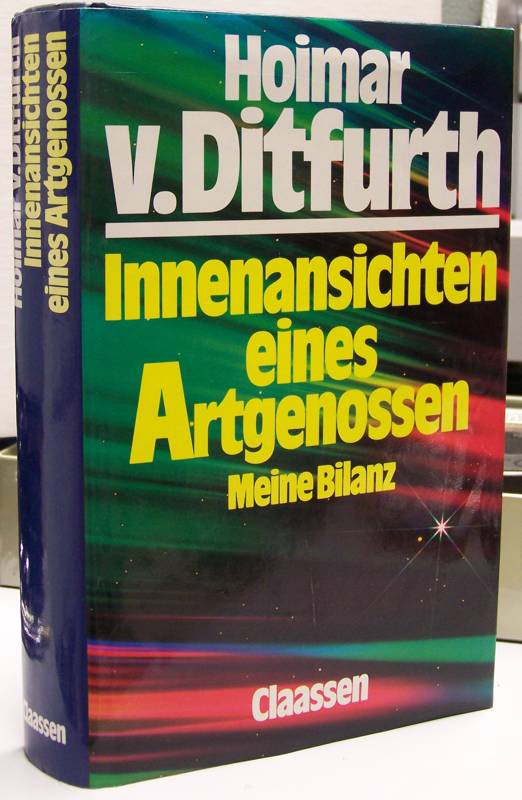 Hoimar
v.Ditfurth
Innenansichten
eines
Artgenossen
Meine Bilanz
Claassen
Hoimar v. Ditfurth
Innenansichten
eines Artgenossen
Claassen